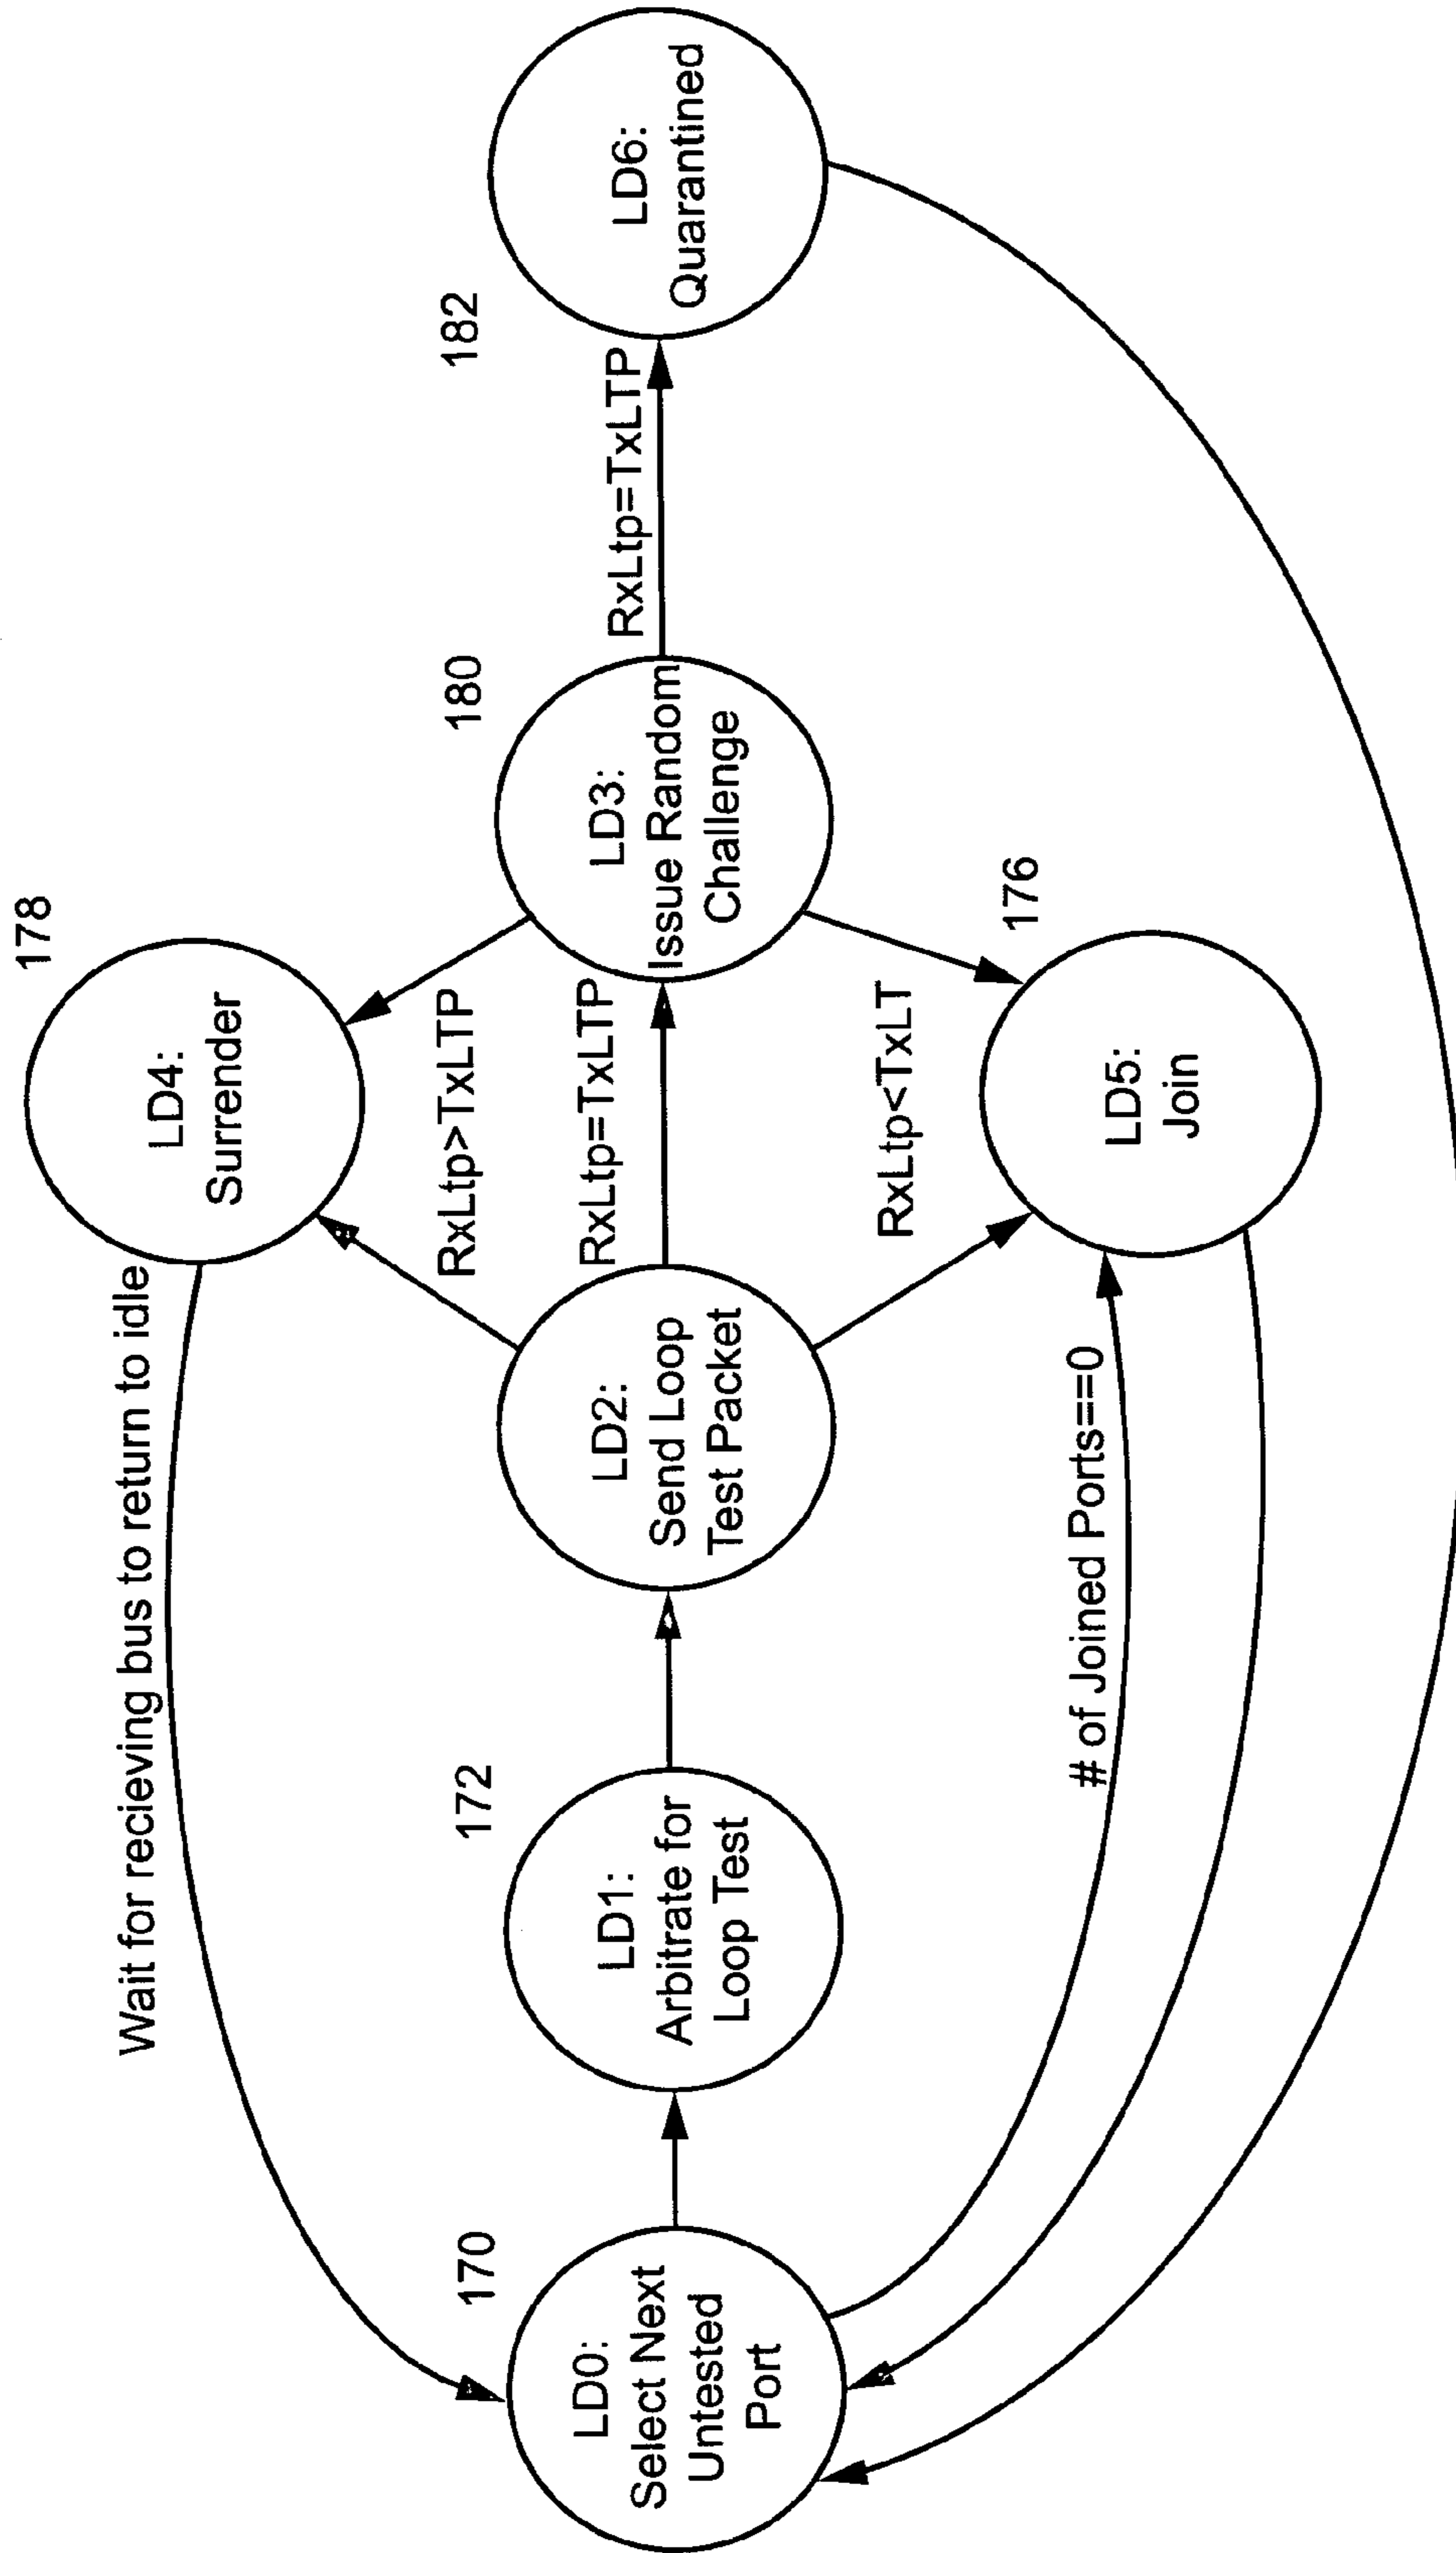 178
LD4:
Surrender
Wait for recieving bus to return to idle
170
LD0:
Select Next
Untested
Port
172
LD1:
Arbitrate for
Loop Test
LD2:
Send Loop
Test Packet
RxLtp>TxLTP
RxLtp=TxLTP
RxLtp<TxLT
180
LD3:
Issue Random
Challenge
RxLtp=TxLTP
182
LD6:
Quarantined
176
LD5:
Join
# of Joined Ports==0